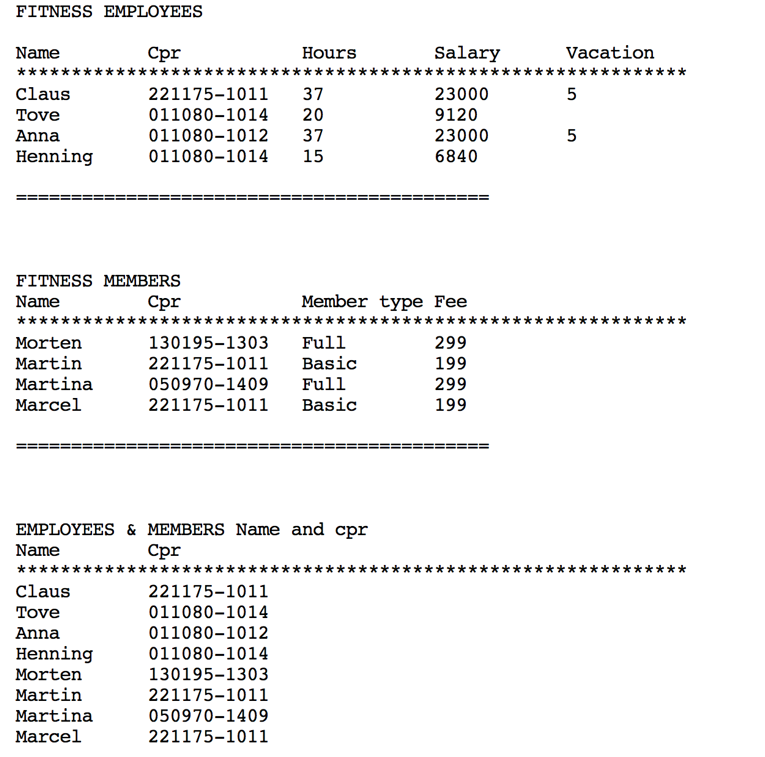 FITNESS EMPLOYEES
Name Cpr Hours Salary Vacation
*************************************************************
Claus 221175-1011 37 23000 5
Tove 011080-1014 20 9120
Anna 011080-1012 37 23000 5
Henning 011080-1014 15 6840
===========================================
FITNESS MEMBERS
Name Cpr Member type Fee
*************************************************************
Morten 130195-1303 Full 299
Martin 221175-1011 Basic 199
Martina 050970-1409 Full 299
Marcel 221175-1011 Basic 199
===========================================
EMPLOYEES & MEMBERS Name and cpr
Name Cpr
*************************************************************
Claus 221175-1011
Tove 011080-1014
Anna 011080-1012
Henning 011080-1014
Morten 130195-1303
Martin 221175-1011
Martina 050970-1409
Marcel 221175-1011